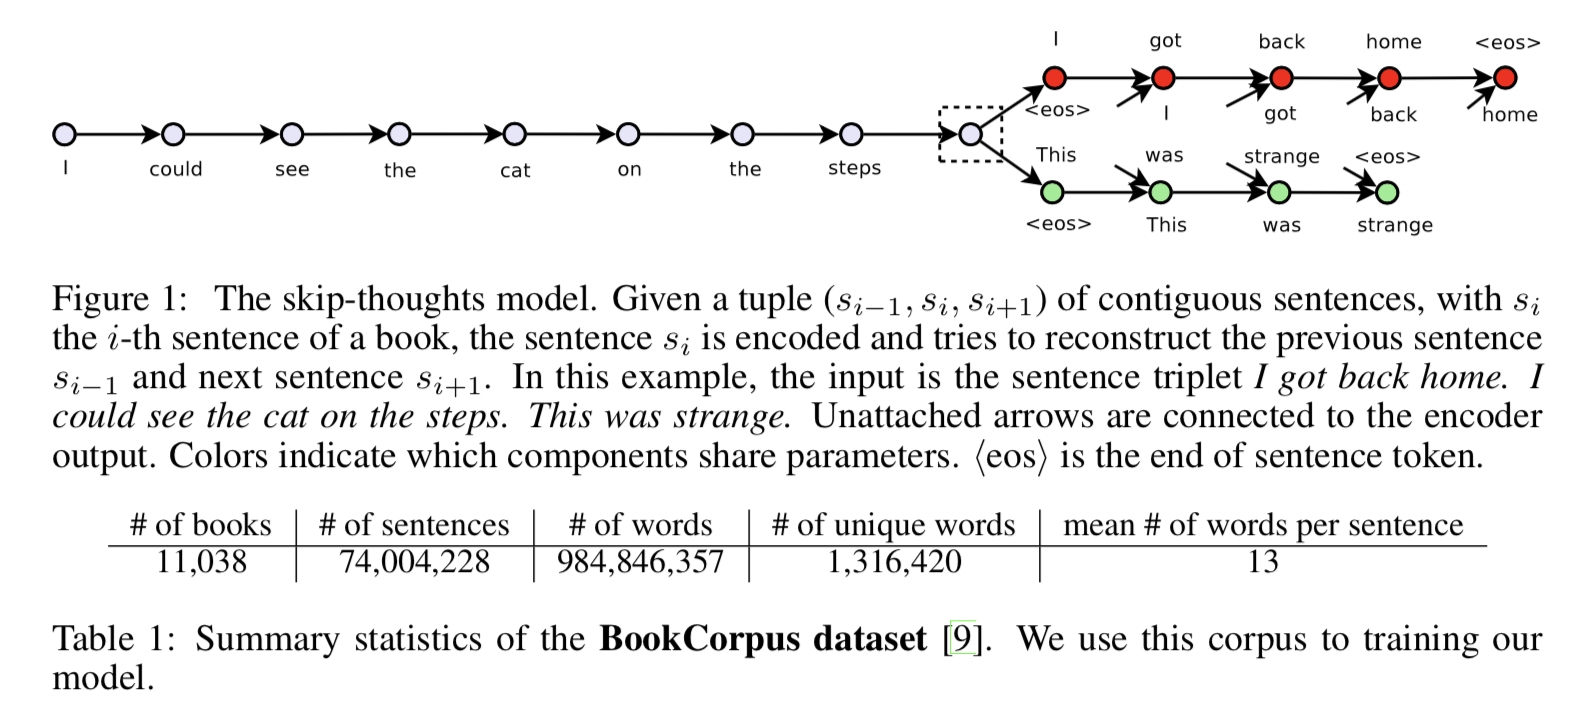 I got back home <eos>
<eos> I got back home
I could see the cat on the steps
This was strange <eos>
<eos> This was strange
Figure 1: The skip-thoughts model. Given a tuple (s_{i−1}, s_i, s_{i+1}) of contiguous sentences, with s_i
the i-th sentence of a book, the sentence s_i is encoded and tries to reconstruct the previous sentence
s_{i−1} and next sentence s_{i+1}. In this example, the input is the sentence triplet I got back home. I
could see the cat on the steps. This was strange. Unattached arrows are connected to the encoder
output. Colors indicate which components share parameters. ⟨eos⟩ is the end of sentence token.
# of books # of sentences # of words # of unique words mean # of words per sentence
11,038 74,004,228 984,846,357 1,316,420 13
Table 1: Summary statistics of the BookCorpus dataset [9]. We use this corpus to training our
model.